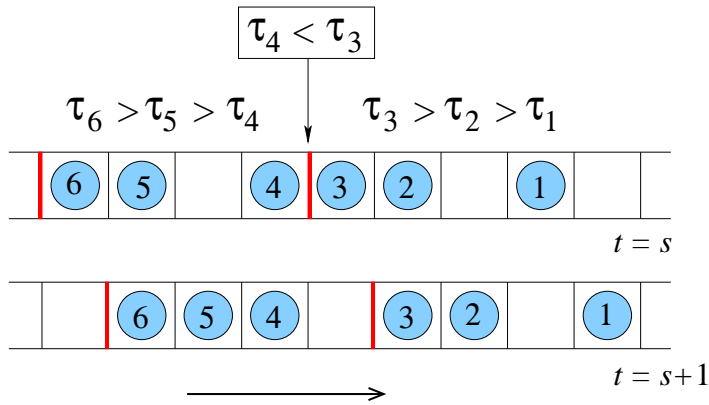 τ₄ < τ₃
τ₆ > τ₅ > τ₄ τ₃ > τ₂ > τ₁
6 5 4 3 2 1
t = s
6 5 4 3 2 1
t = s+1